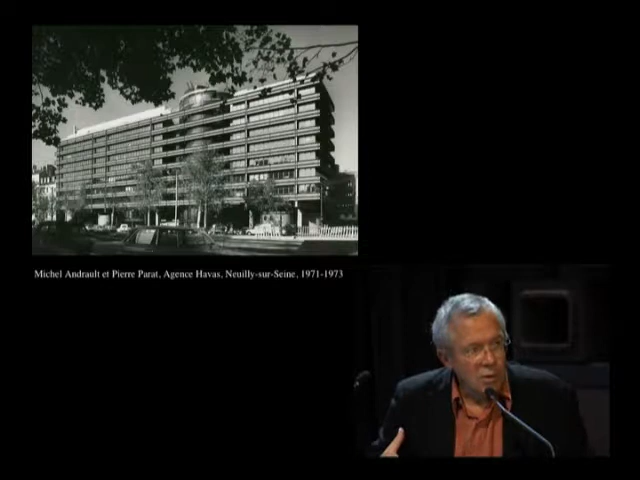 Michel Andrault et Pierre Parat, Agence Havas, Neuilly-sur-Seine, 1971-1973